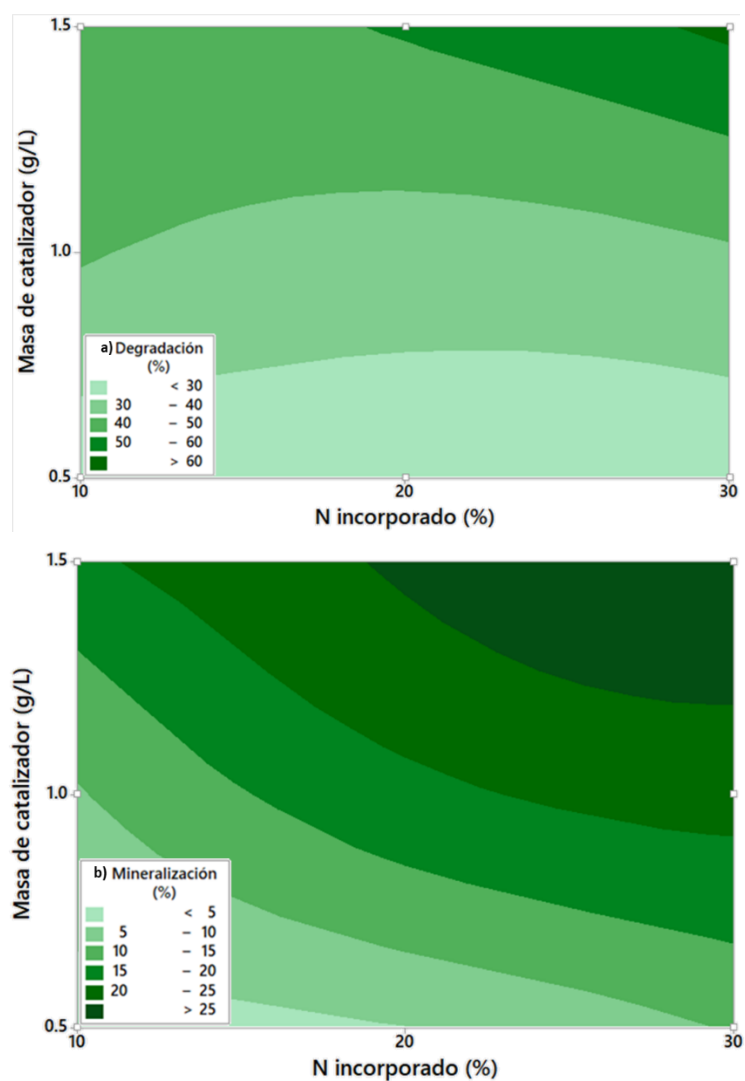 1.5
1.0
0.5
Masa de catalizador (g/L)
a) Degradación
(%)
< 30
30 – 40
40 – 50
50 – 60
> 60
10 20 30
N incorporado (%)
1.5
1.0
0.5
Masa de catalizador (g/L)
b) Mineralización
(%)
< 5
5 – 10
10 – 15
15 – 20
20 – 25
> 25
10 20 30
N incorporado (%)